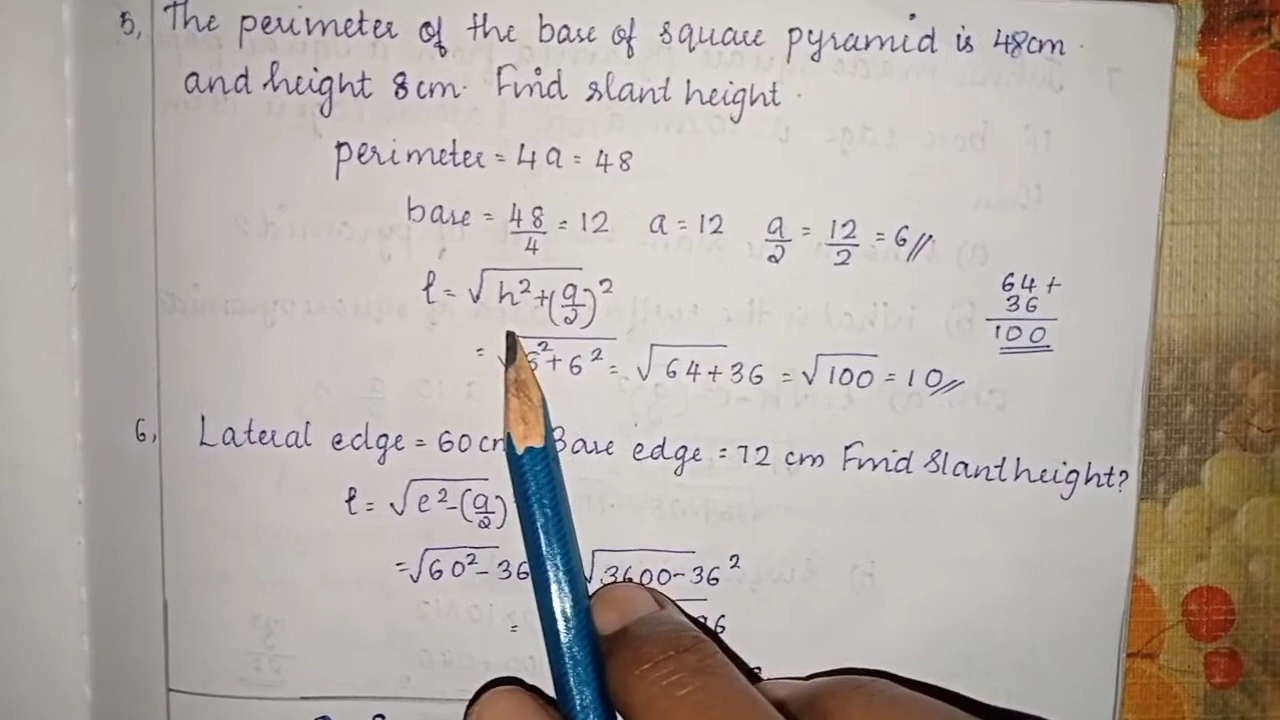 5, The perimeter of the base of square pyramid is 48cm.
and height 8cm. Find slant height.
perimeter = 4a = 48
base = 48/4 = 12 a = 12 a/2 = 12/2 = 6//
l = √h²+(a/2)²
64+
36
100
= 6² = √64+36 = √100 = 10//
6, Lateral edge = 60 Base edge = 72 cm Find Slant height?
l = √e²-(a/2)
= √60²-36 √3600-36²
=